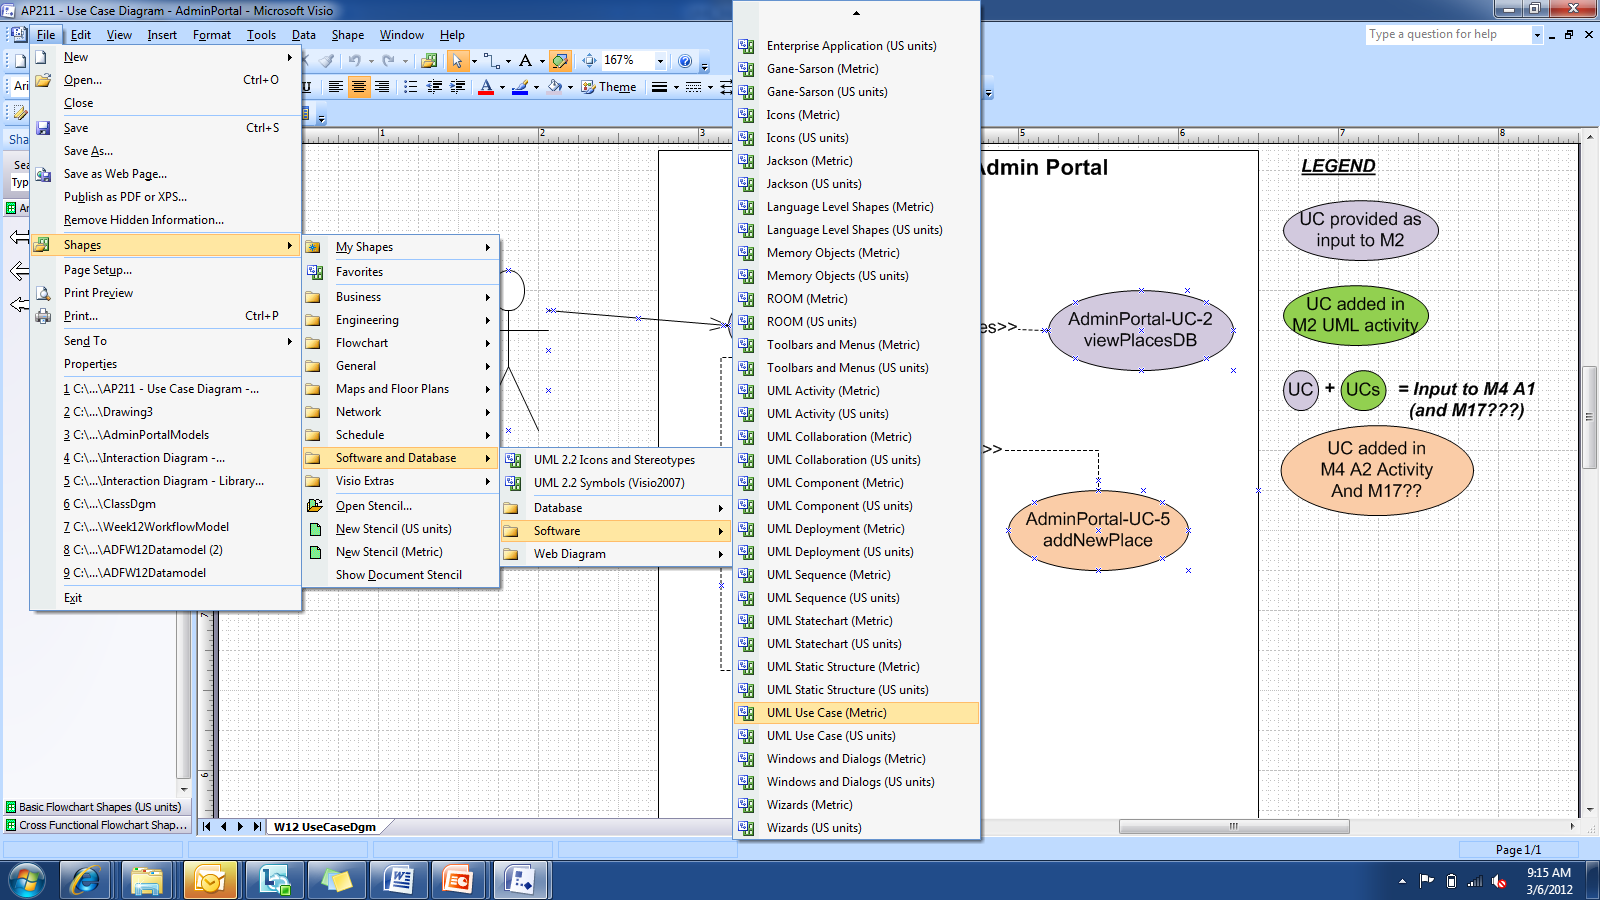 AP211 - Use Case Diagram - AdminPortal - Microsoft Visio
File Edit View Insert Format Tools Data Shape Window Help
Type a question for help
167%
Ari
U
A
Theme
New
Open... Ctrl+O
Close
Save Ctrl+S
Save As...
Save as Web Page...
Publish as PDF or XPS...
Remove Hidden Information...
Shapes
Page Setup...
Print Preview
Print... Ctrl+P
Send To
Properties
1 C:\...\AP211 - Use Case Diagram -...
2 C:\...\Drawing3
3 C:\...\AdminPortalModels
4 C:\...\Interaction Diagram -...
5 C:\...\Interaction Diagram - Library...
6 C:\...\ClassDgm
7 C:\...\Week12WorkflowModel
8 C:\...\ADFW12Datamodel (2)
9 C:\...\ADFW12Datamodel
Exit
Sha
Sea
Typ
Ar
My Shapes
Favorites
Business
Engineering
Flowchart
General
Maps and Floor Plans
Network
Schedule
Software and Database
Visio Extras
Open Stencil...
New Stencil (US units)
New Stencil (Metric)
Show Document Stencil
UML 2.2 Icons and Stereotypes
UML 2.2 Symbols (Visio2007)
Database
Software
Web Diagram
Enterprise Application (US units)
Gane-Sarson (Metric)
Gane-Sarson (US units)
Icons (Metric)
Icons (US units)
Jackson (Metric)
Jackson (US units)
Language Level Shapes (Metric)
Language Level Shapes (US units)
Memory Objects (Metric)
Memory Objects (US units)
ROOM (Metric)
ROOM (US units)
Toolbars and Menus (Metric)
Toolbars and Menus (US units)
UML Activity (Metric)
UML Activity (US units)
UML Collaboration (Metric)
UML Collaboration (US units)
UML Component (Metric)
UML Component (US units)
UML Deployment (Metric)
UML Deployment (US units)
UML Sequence (Metric)
UML Sequence (US units)
UML Statechart (Metric)
UML Statechart (US units)
UML Static Structure (Metric)
UML Static Structure (US units)
UML Use Case (Metric)
UML Use Case (US units)
Windows and Dialogs (Metric)
Windows and Dialogs (US units)
Wizards (Metric)
Wizards (US units)
1 2 3 5 6 7 8
7
9
Admin Portal
es>>
AdminPortal-UC-2
viewPlacesDB
>>
AdminPortal-UC-5
addNewPlace
LEGEND
UC provided as
input to M2
UC added in
M2 UML activity
UC + UCs = Input to M4 A1
(and M17???)
UC added in
M4 A2 Activity
And M17??
Basic Flowchart Shapes (US units)
Cross Functional Flowchart Shap...
W12 UseCaseDgm
Page 1/1
9:15 AM
3/6/2012